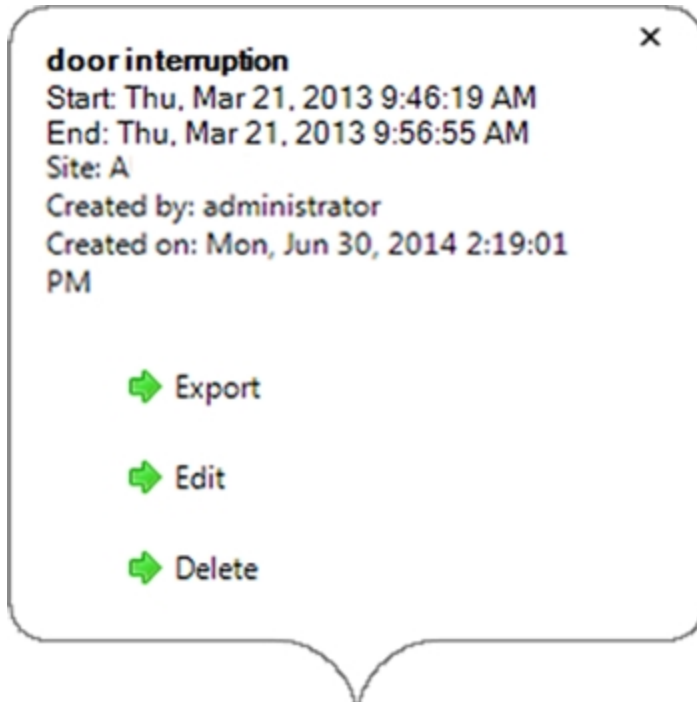 door interruption
Start: Thu, Mar 21, 2013 9:46:19 AM
End: Thu, Mar 21, 2013 9:56:55 AM
Site: A
Created by: administrator
Created on: Mon, Jun 30, 2014 2:19:01
PM
Export
Edit
Delete